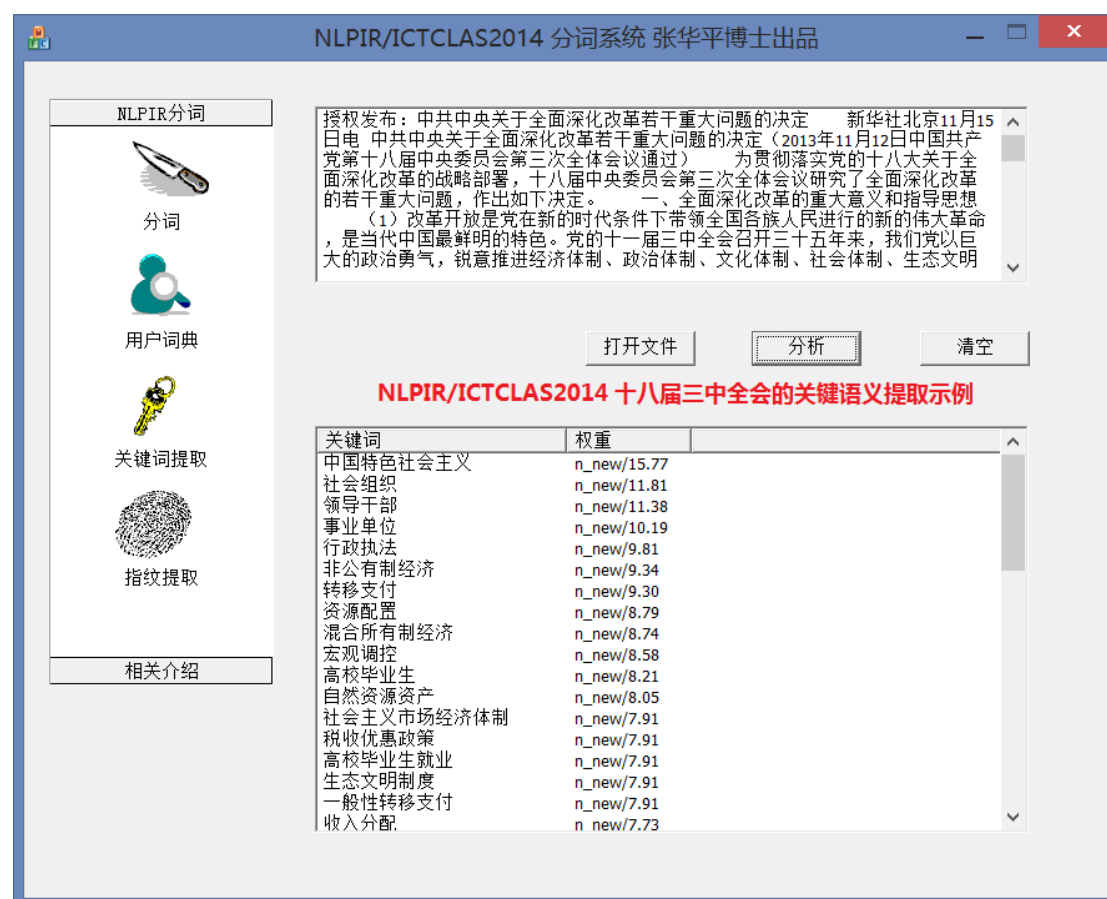 NLPIR/ICTCLAS2014 分词系统 张华平博士出品
NLPIR分词
分词
用户词典
关键词提取
指纹提取
相关介绍
授权发布：中共中央关于全面深化改革若干重大问题的决定 新华社北京11月15
日电 中共中央关于全面深化改革若干重大问题的决定（2013年11月12日中国共产
党第十八届中央委员会第三次全体会议通过） 为贯彻落实党的十八大关于全
面深化改革的战略部署，十八届中央委员会第三次全体会议研究了全面深化改革
的若干重大问题，作出如下决定。 一、全面深化改革的重大意义和指导思想
（1）改革开放是党在新的时代条件下带领全国各族人民进行的新的伟大革命
，是当代中国最鲜明的特色。党的十一届三中全会召开三十五年来，我们党以巨
大的政治勇气，锐意推进经济体制、政治体制、文化体制、社会体制、生态文明
打开文件 分析 清空
NLPIR/ICTCLAS2014 十八届三中全会的关键语义提取示例
关键词 权重
中国特色社会主义 n_new/15.77
社会组织 n_new/11.81
领导干部 n_new/11.38
事业单位 n_new/10.19
行政执法 n_new/9.81
非公有制经济 n_new/9.34
转移支付 n_new/9.30
资源配置 n_new/8.79
混合所有制经济 n_new/8.74
宏观调控 n_new/8.58
高校毕业生 n_new/8.21
自然资源资产 n_new/8.05
社会主义市场经济体制 n_new/7.91
税收优惠政策 n_new/7.91
高校毕业生就业 n_new/7.91
生态文明制度 n_new/7.91
一般性转移支付 n_new/7.91
收入分配 n_new/7.73